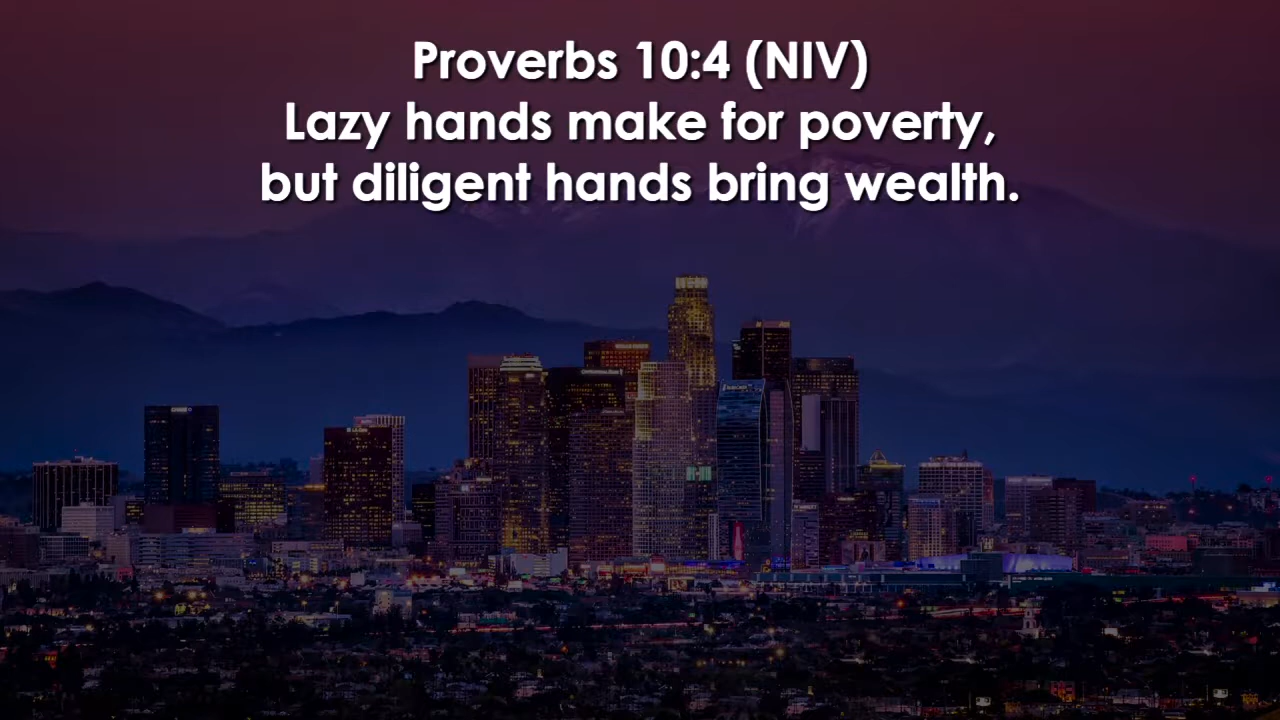 Proverbs 10:4 (NIV)
Lazy hands make for poverty,
but diligent hands bring wealth.